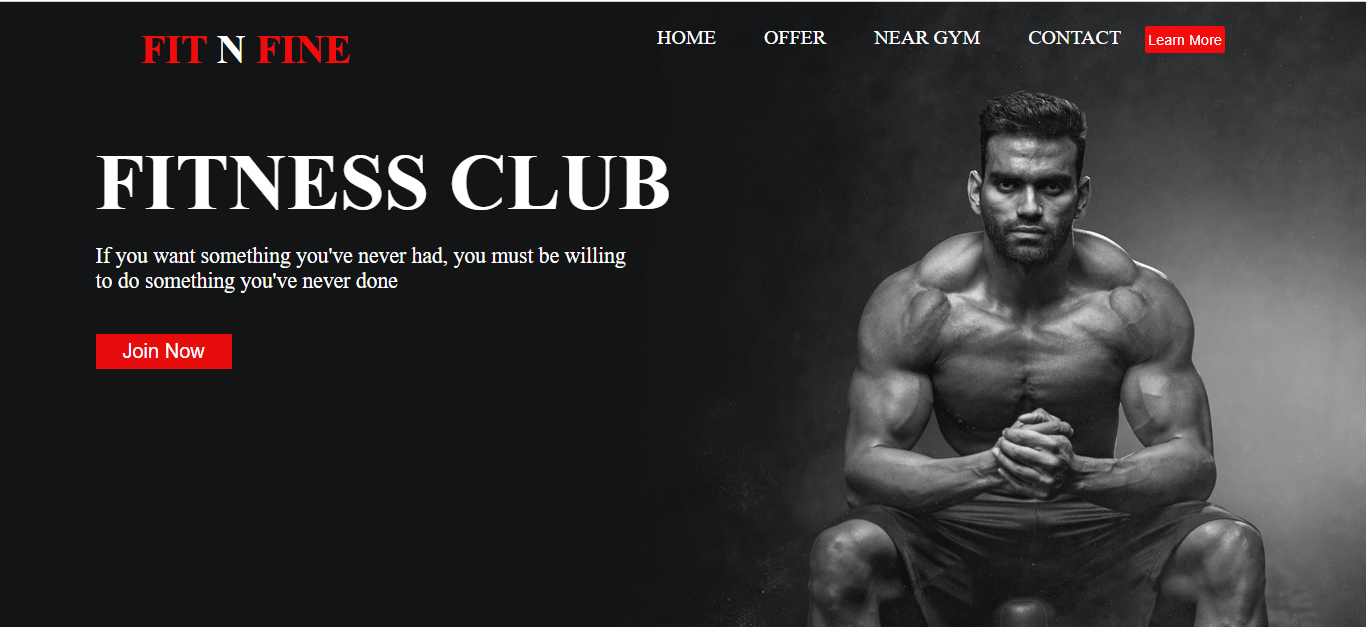 FIT N FINE
HOME OFFER NEAR GYM CONTACT Learn More
FITNESS CLUB
If you want something you've never had, you must be willing
to do something you've never done
Join Now